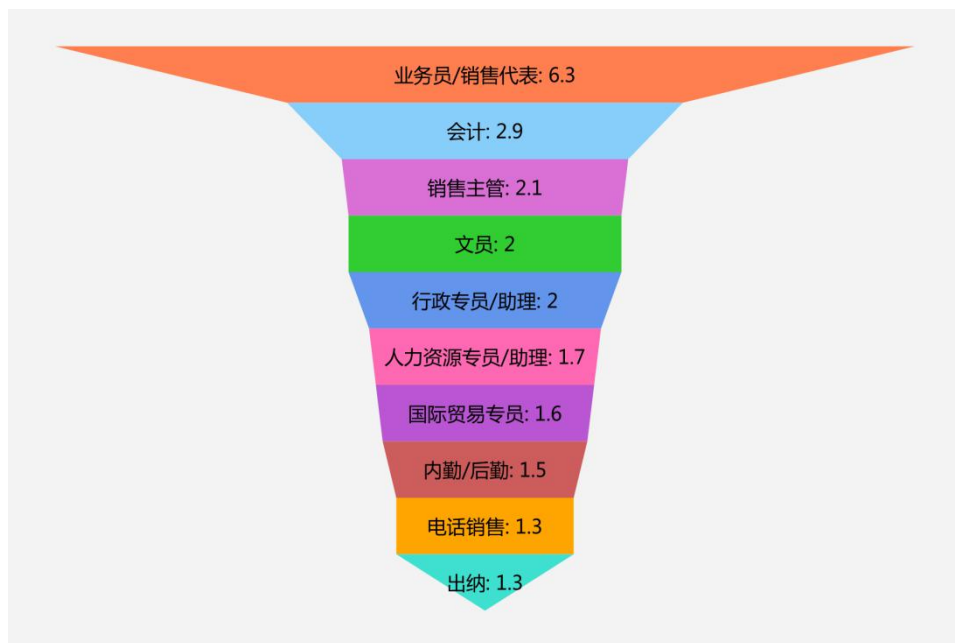 业务员/销售代表: 6.3
会计: 2.9
销售主管: 2.1
文员: 2
行政专员/助理: 2
人力资源专员/助理: 1.7
国际贸易专员: 1.6
内勤/后勤: 1.5
电话销售: 1.3
出纳: 1.3